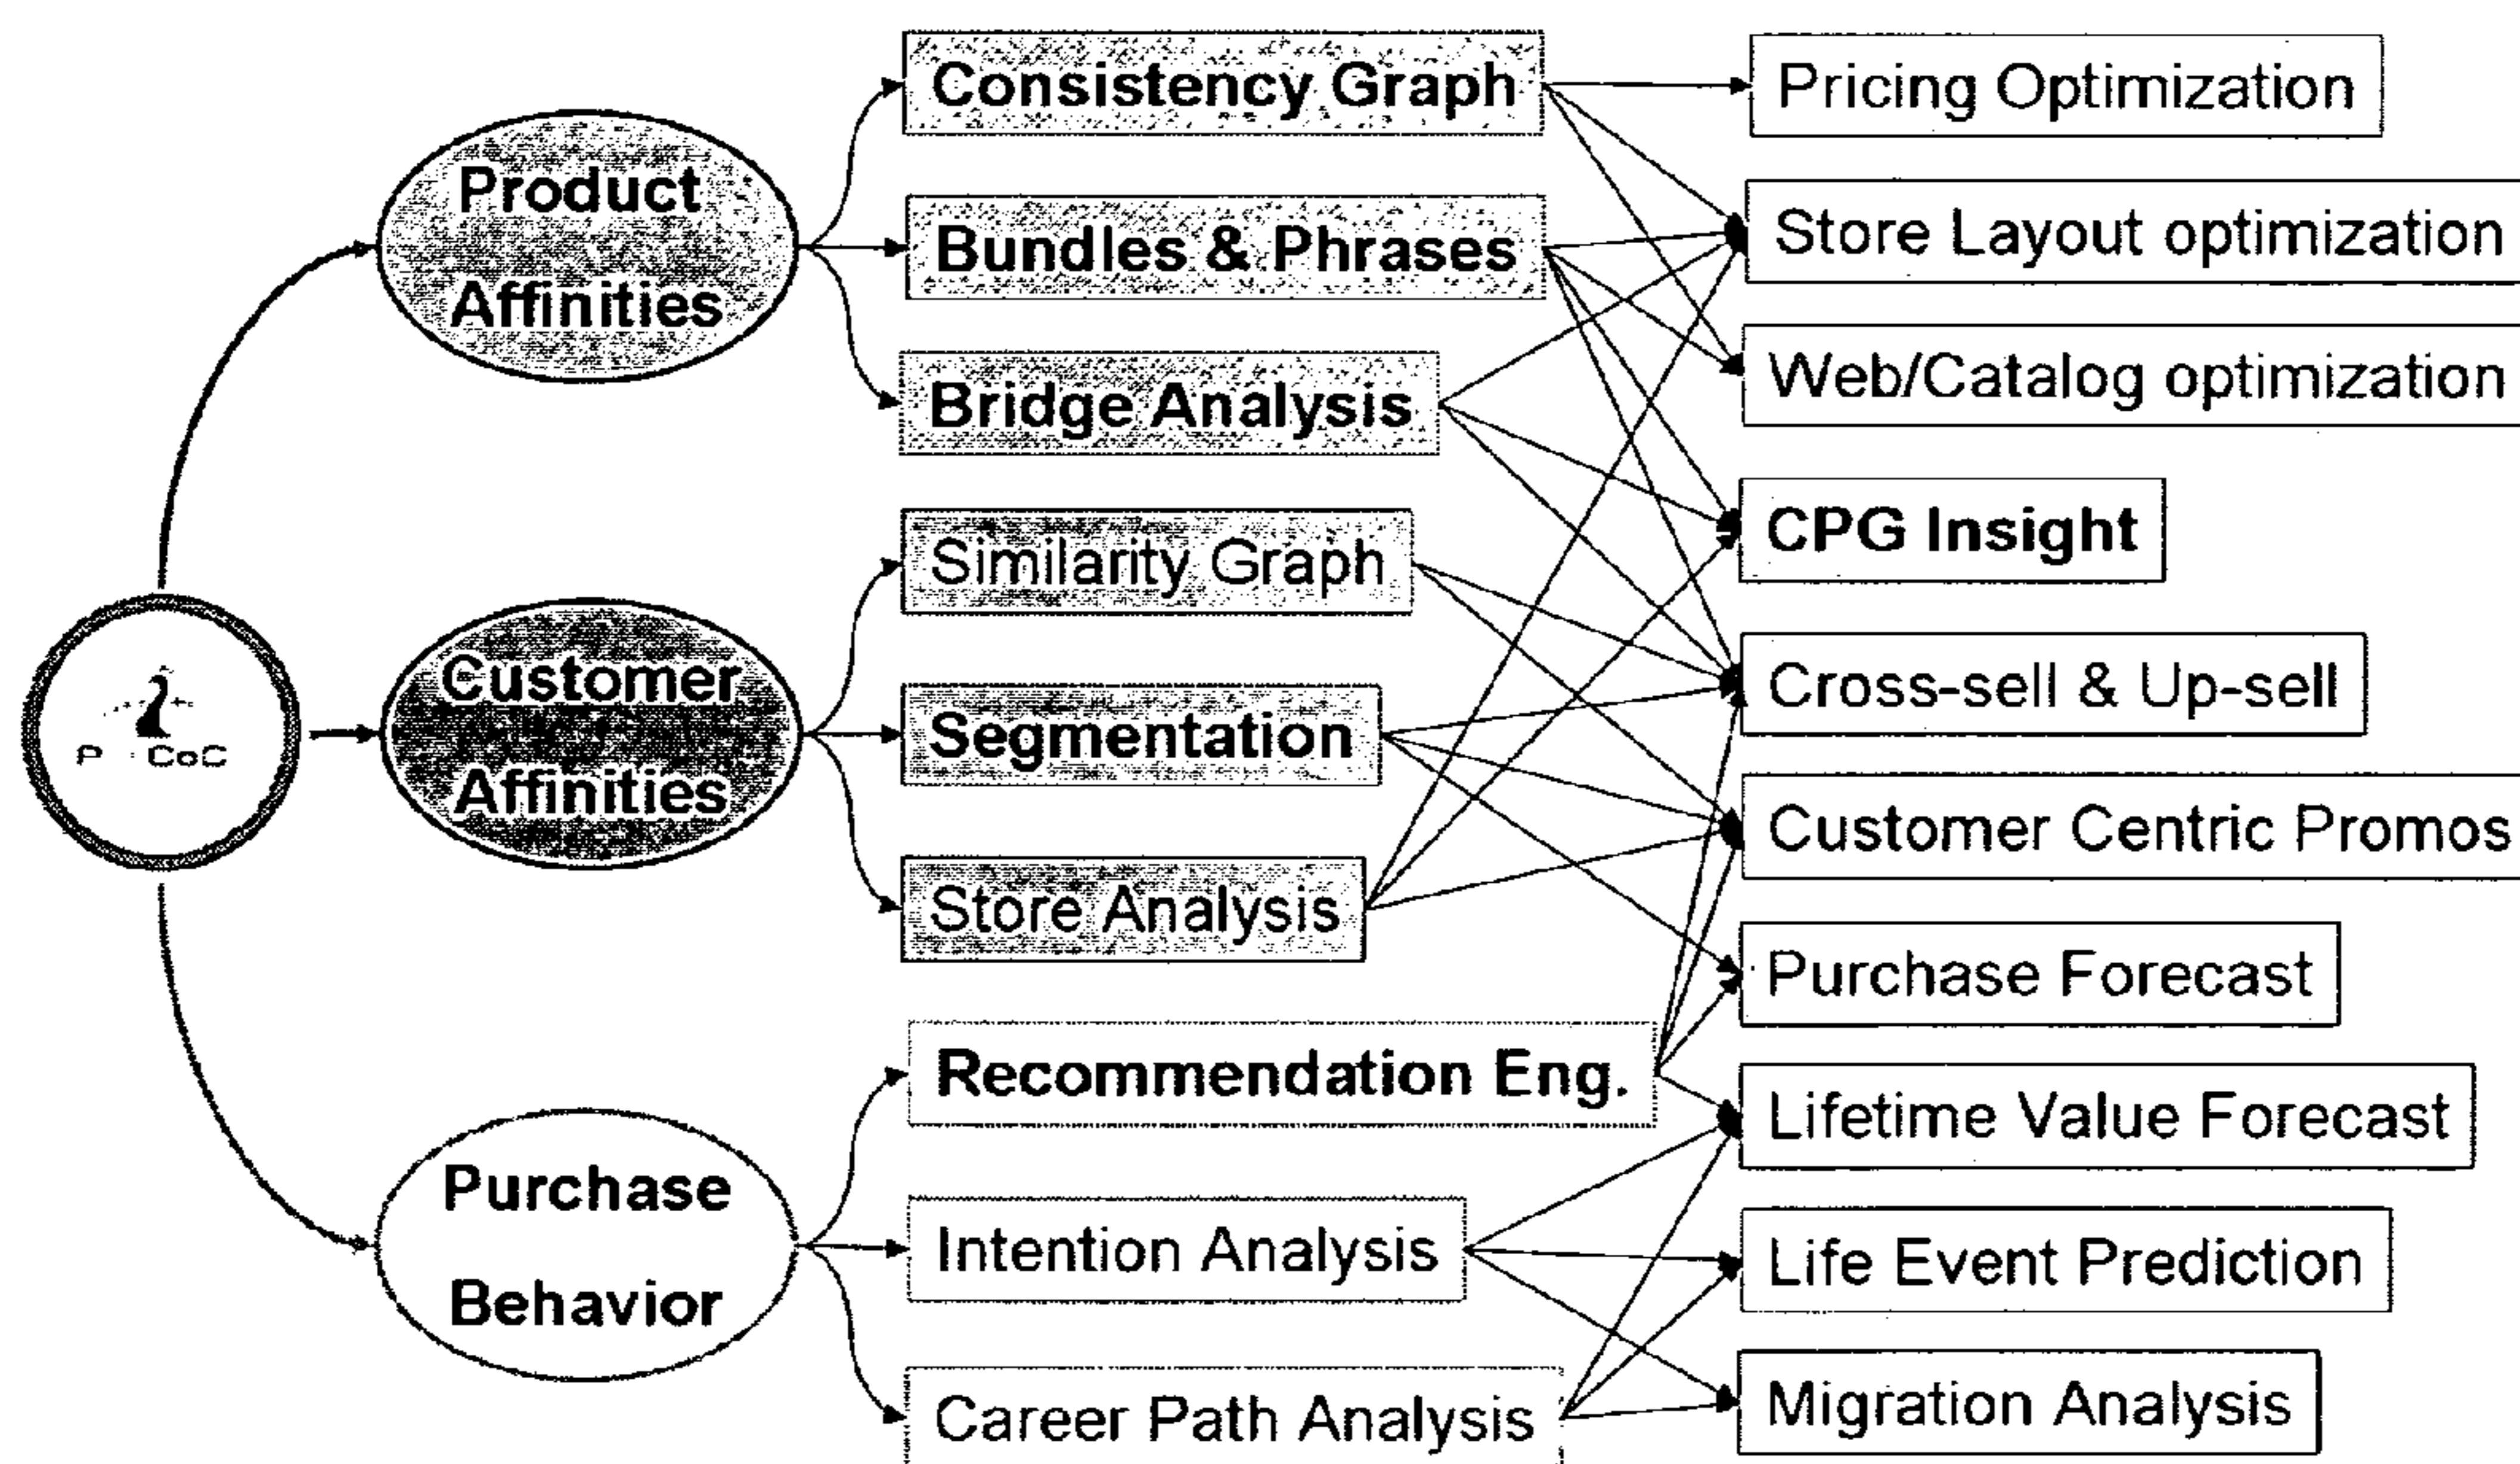 Product
Affinities
Customer
Affinities
Purchase
Behavior
Consistency Graph
Bundles & Phrases
Bridge Analysis
Similarity Graph
Segmentation
Store Analysis
Recommendation Eng.
Intention Analysis
Career Path Analysis
Pricing Optimization
Store Layout optimization
Web/Catalog optimization
CPG Insight
Cross-sell & Up-sell
Customer Centric Promos
Purchase Forecast
Lifetime Value Forecast
Life Event Prediction
Migration Analysis